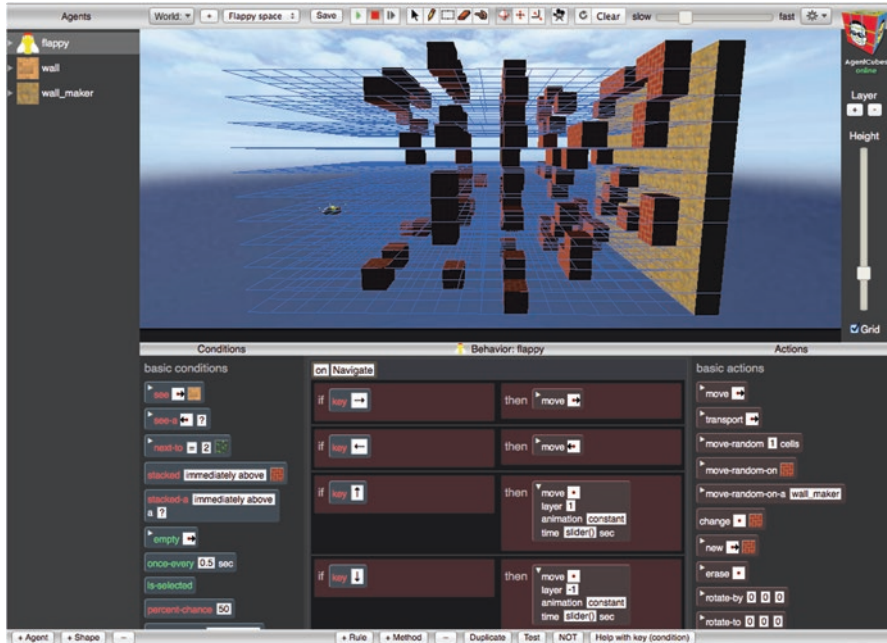 Agents
World:
+
Flappy space
Save
Clear
slow
fast
flappy
wall
wall_maker
AgentCubes
online
Layer
+ -
Height
Grid
Conditions
Behavior: flappy
Actions
basic conditions
see
see-a ?
next-to = 2
stacked immediately above
stacked-a immediately above
a ?
empty
once-every 0.5 sec
is-selected
percent-chance 50
on Navigate
if key → then move
if key ← then move
if key ↑ then move
layer 1
animation constant
time slider() sec
if key ↓ then move
layer -1
animation constant
time slider() sec
basic actions
move
transport
move-random 1 cells
move-random-on
move-random-on-a wall_maker
change
new
erase
rotate-by 0 0 0
rotate-to 0 0 0
+ Agent + Shape −
+ Rule + Method − Duplicate Test NOT Help with key (condition)